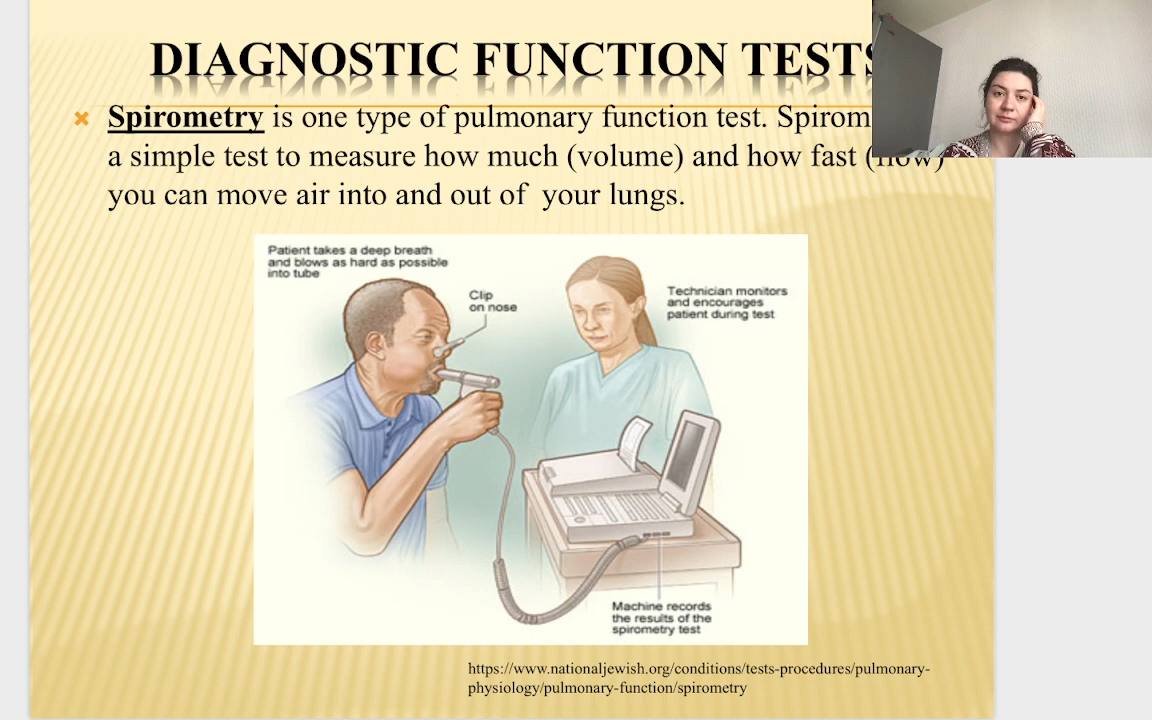 DIAGNOSTIC FUNCTION TESTS
Spirometry is one type of pulmonary function test.
a simple test to measure how much (volume) and how fast (flow)
you can move air into and out of your lungs.
Patient takes a deep breath
and blows as hard as possible
into tube
Clip
on nose
Technician monitors
and encourages
patient during test
Machine records
the results of the
spirometry test
https://www.nationaljewish.org/conditions/tests-procedures/pulmonary-
physiology/pulmonary-function/spirometry